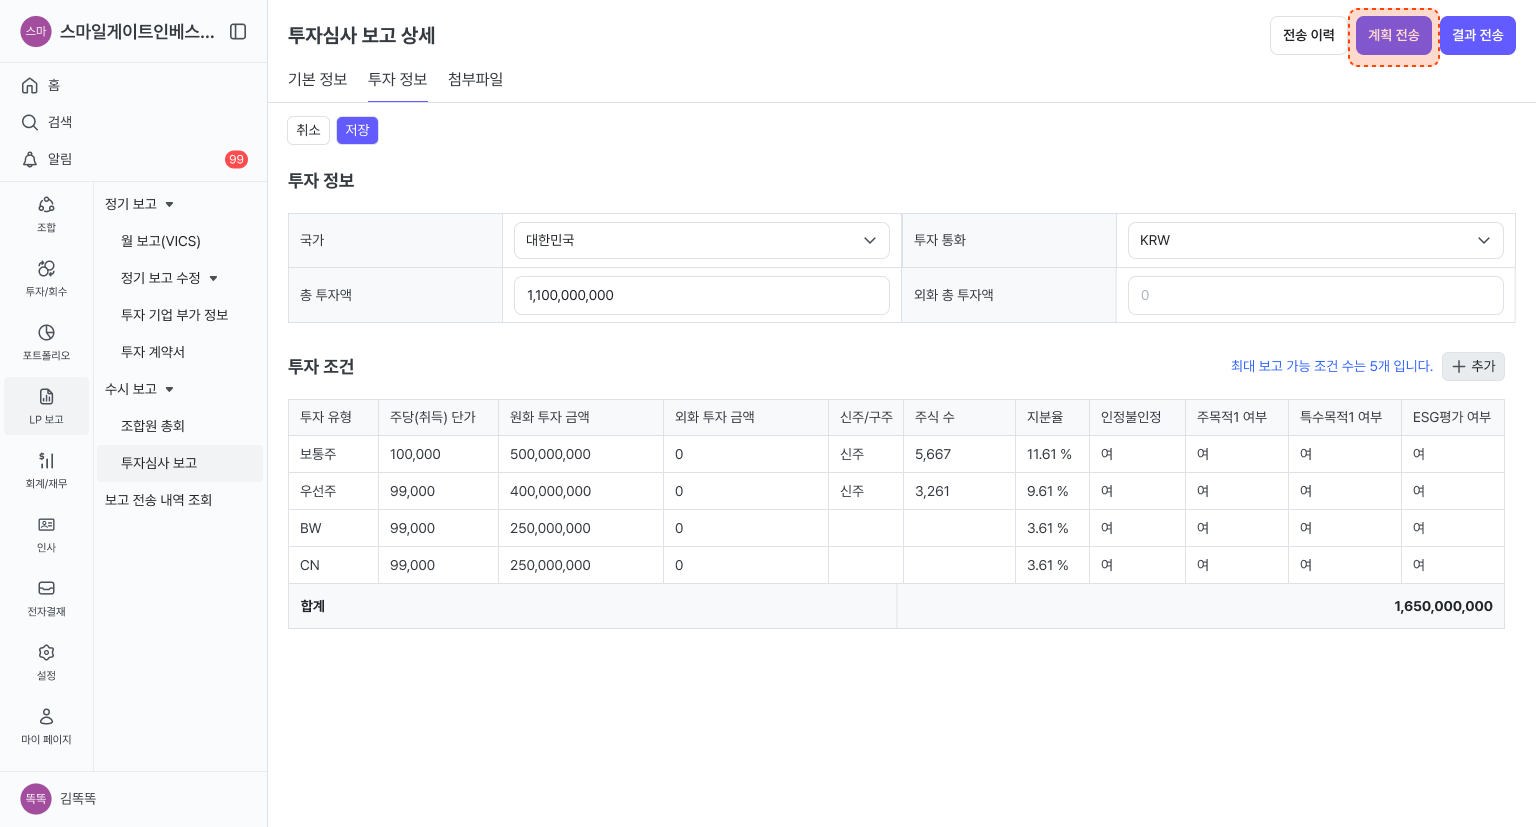 스마 스마일게이트인베스...
홈
검색
알림 99
조합
투자/회수
포트폴리오
LP 보고
회계/재무
인사
전자결재
설정
마이 페이지
정기 보고
월 보고(VICS)
정기 보고 수정
투자 기업 부가 정보
투자 계약서
수시 보고
조합원 총회
투자심사 보고
보고 전송 내역 조회
똑똑 김똑똑
투자심사 보고 상세
전송 이력 계획 전송 결과 전송
기본 정보 투자 정보 첨부파일
취소 저장
투자 정보
국가 대한민국 투자 통화 KRW
총 투자액 1,100,000,000 외화 총 투자액 0
투자 조건
최대 보고 가능 조건 수는 5개 입니다. 추가
투자 유형 주당(취득) 단가 원화 투자 금액 외화 투자 금액 신주/구주 주식 수 지분율 인정불인정 주목적1 여부 특수목적1 여부 ESG평가 여부
보통주 100,000 500,000,000 0 신주 5,667 11.61 % 여 여 여 여
우선주 99,000 400,000,000 0 신주 3,261 9.61 % 여 여 여 여
BW 99,000 250,000,000 0 3.61 % 여 여 여 여
CN 99,000 250,000,000 0 3.61 % 여 여 여 여
합계 1,650,000,000